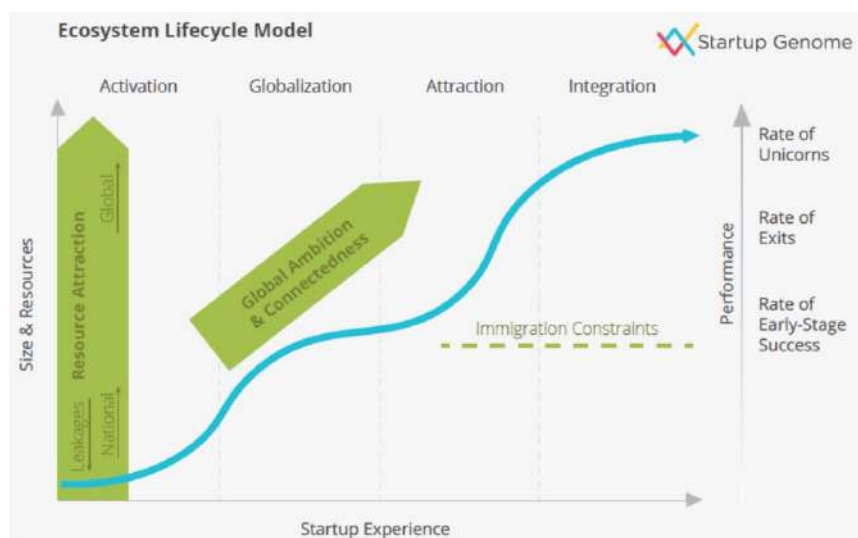 Ecosystem Lifecycle Model
Startup Genome
Activation
Globalization
Attraction
Integration
Size & Resources
Resource Attraction
Global
National
Leakages
Global Ambition
& Connectedness
Immigration Constraints
Performance
Rate of
Unicorns
Rate of
Exits
Rate of
Early-Stage
Success
Startup Experience